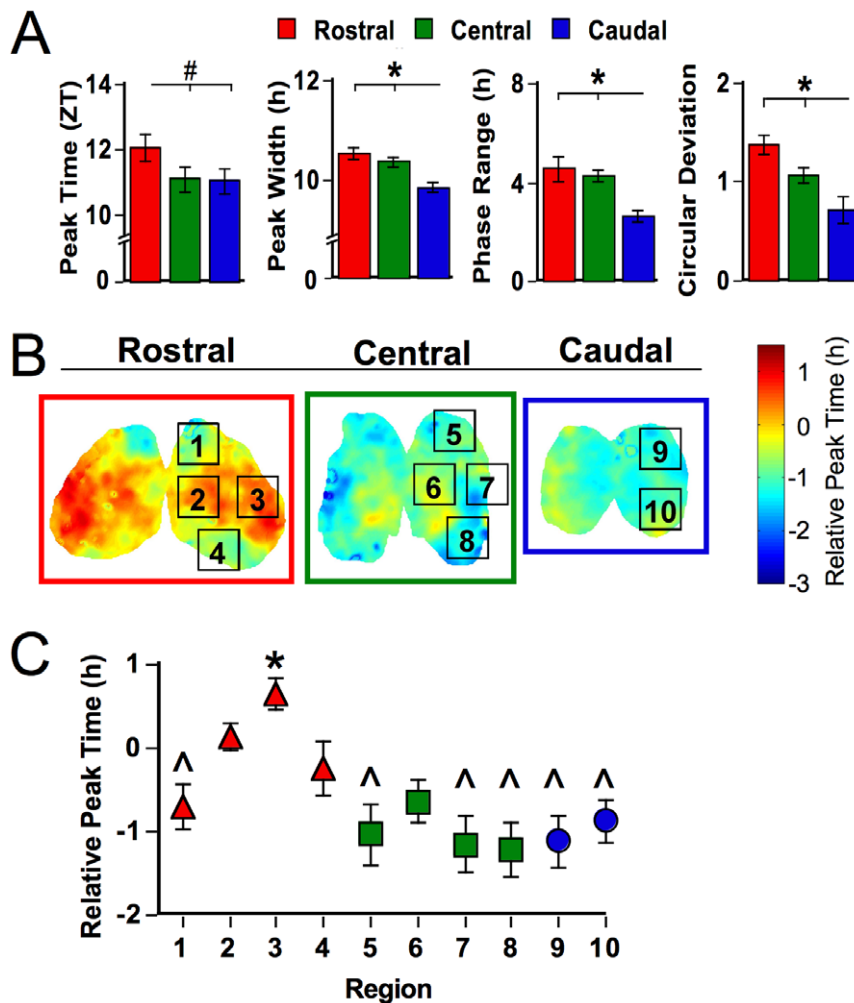 A
Rostral Central Caudal
Peak Time (ZT)
14
12
11
0
#
Peak Width (h)
12
10
0
*
Phase Range (h)
8
4
0
*
Circular Deviation
2
1
0
*
B
Rostral Central Caudal
1
2
3
4
5
6
7
8
9
10
1
0
-1
-2
-3
Relative Peak Time (h)
C
Relative Peak Time (h)
1
0
-1
-2
^ * ^ ^ ^ ^ ^
1 2 3 4 5 6 7 8 9 10
Region